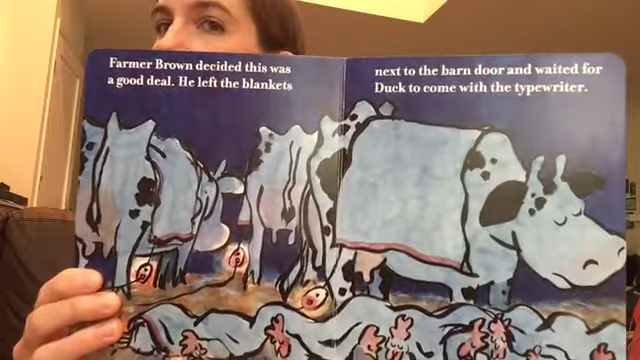 Farmer Brown decided this was
a good deal. He left the blankets
next to the barn door and waited for
Duck to come with the typewriter.